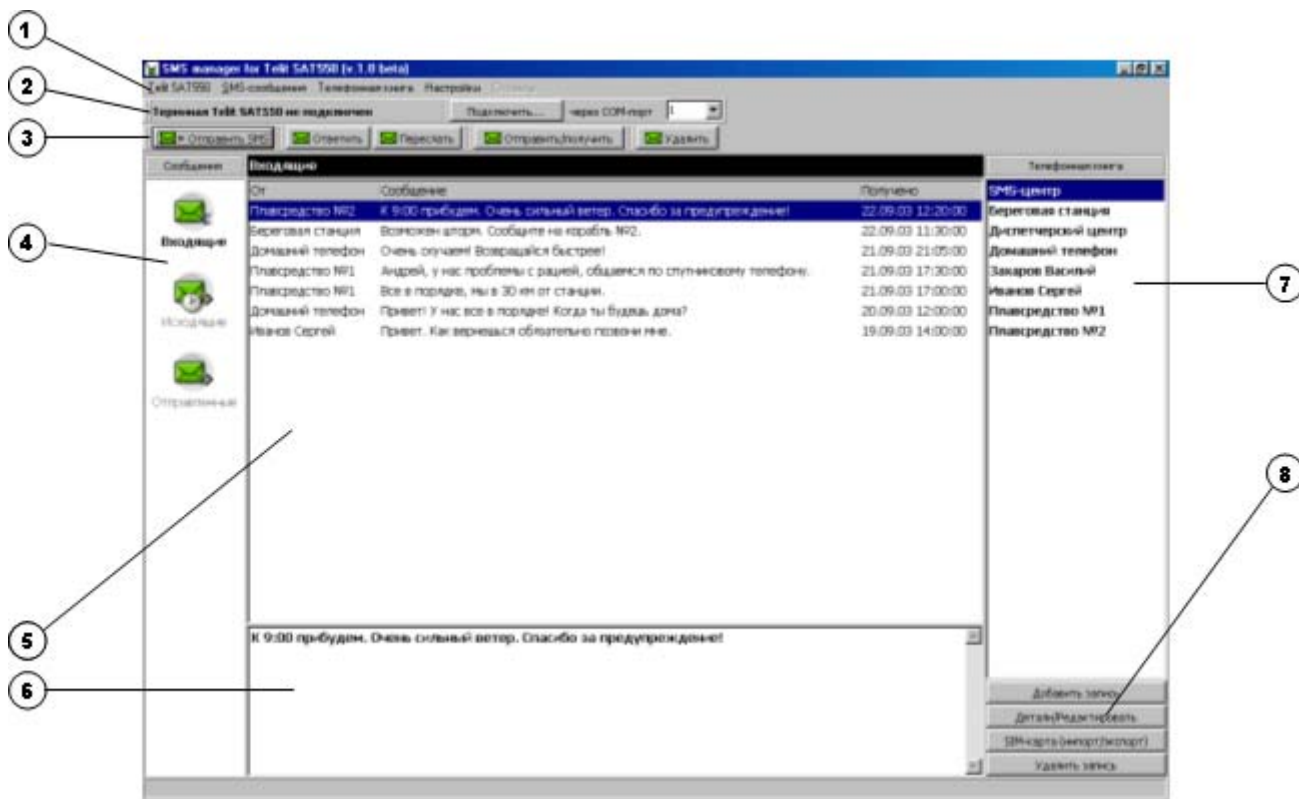 1
SMS manager for Telit SAT550 (v.1.0 beta)
Telit SAT550 SMS-сообщения Телефонная книга Настройки
2
Терминал Telit SAT550 не подключен Подключить... через COM-порт 1
3
Отправить SMS Ответить Переслать Отправить/получить Удалить
Сообщения Входящие Телефонная книга
От Сообщение Получено SMS-центр
Плавсредство №2 К 9:00 прибудем. Очень сильный ветер. Спасибо за предупреждение! 22.09.03 12:20:00 Береговая станция
Береговая станция Возможен шторм. Сообщите на корабль №2. 22.09.03 11:30:00 Диспетчерский центр
Входящие
4
Домашний телефон Очень скучаем! Возвращайся быстрее! 21.09.03 21:05:00 Домашний телефон
Плавсредство №1 Андрей, у нас проблемы с рацией, общаемся по спутниковому телефону. 21.09.03 17:30:00 Захаров Василий
7
Плавсредство №1 Все в порядке, мы в 30 км от станции. 21.09.03 17:00:00 Иванов Сергей
Домашний телефон Привет! У нас все в порядке! Когда ты будешь дома? 20.09.03 12:00:00 Плавсредство №1
Исходящие
Иванов Сергей Привет. Как вернешься обязательно позвони мне. 19.09.03 14:00:00 Плавсредство №2
Отправленные
8
5
К 9:00 прибудем. Очень сильный ветер. Спасибо за предупреждение!
6
Добавить запись
Детали/Редактировать
SIM-карта (импорт/экспорт)
Удалить запись